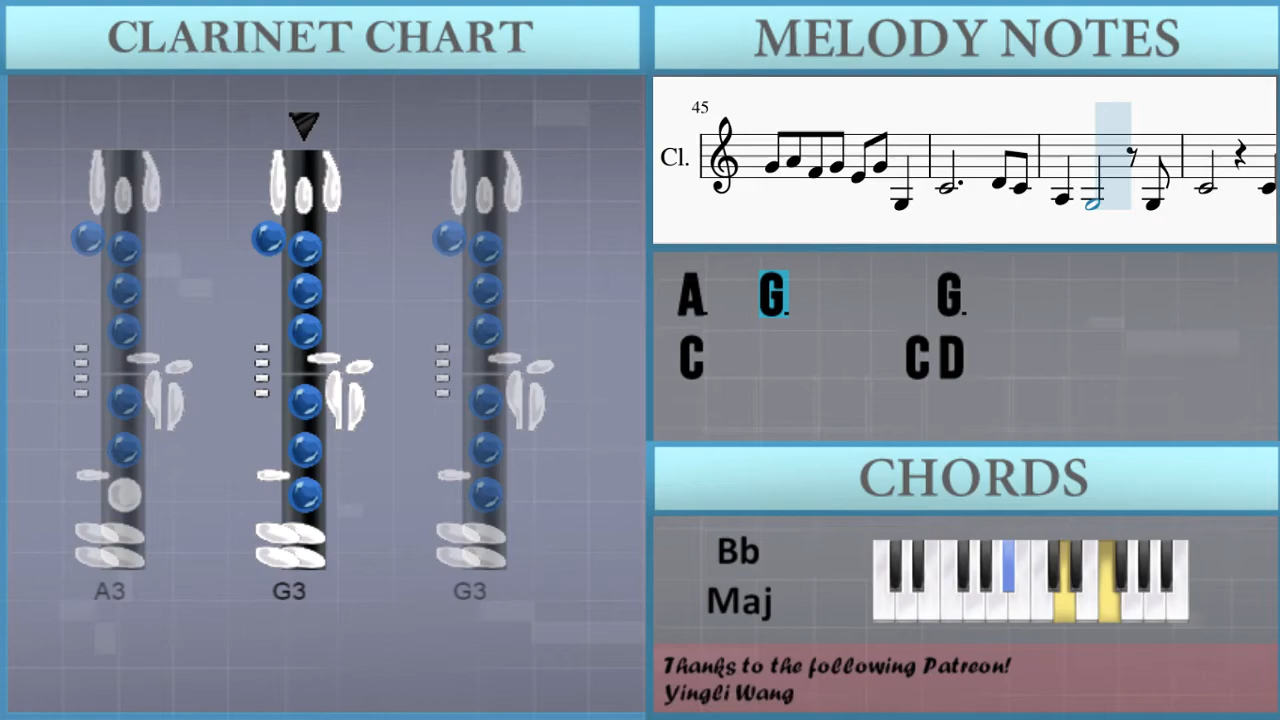 CLARINET CHART
A3 G3 G3
MELODY NOTES
45
Cl.
A. G. G.
C C D
CHORDS
Bb
Maj
Thanks to the following Patreon!
Yingli Wang